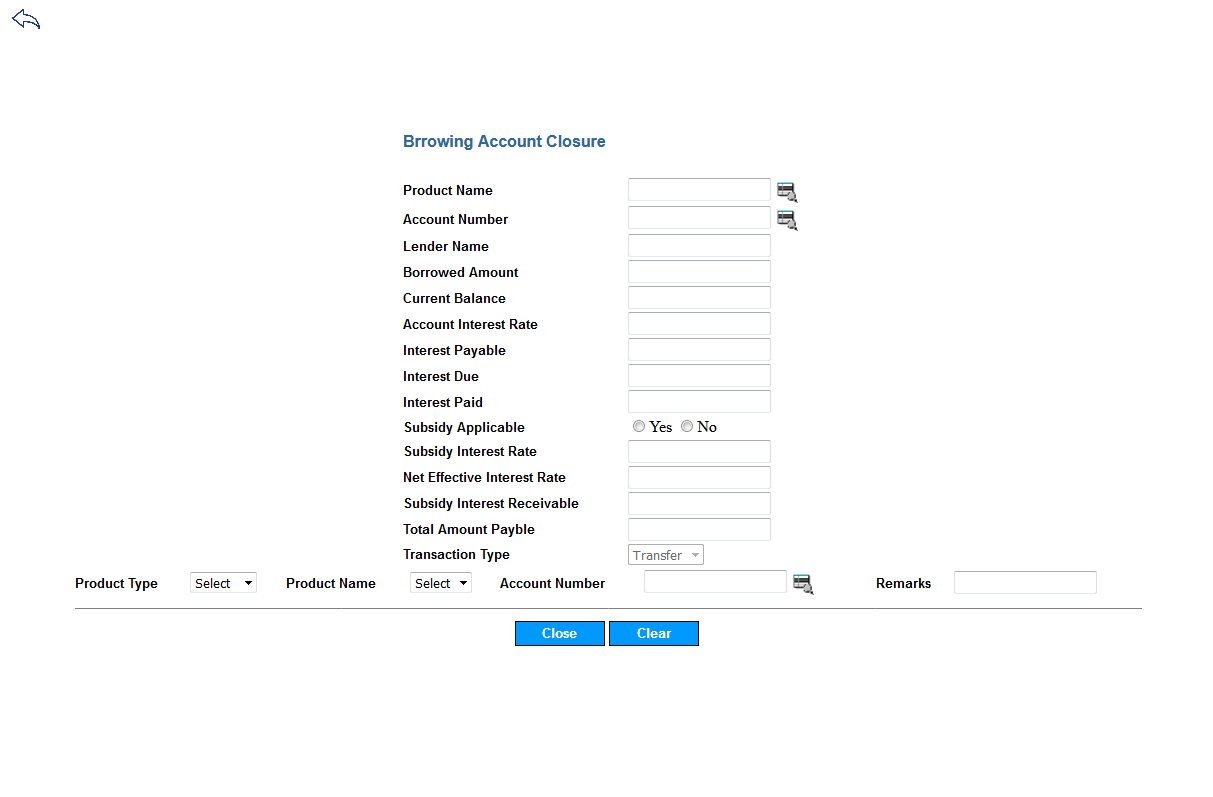 Brrowing Account Closure
Product Name
Account Number
Lender Name
Borrowed Amount
Current Balance
Account Interest Rate
Interest Payable
Interest Due
Interest Paid
Subsidy Applicable Yes No
Subsidy Interest Rate
Net Effective Interest Rate
Subsidy Interest Receivable
Total Amount Payble
Transaction Type Transfer
Product Type Select Product Name Select Account Number Remarks
Close Clear